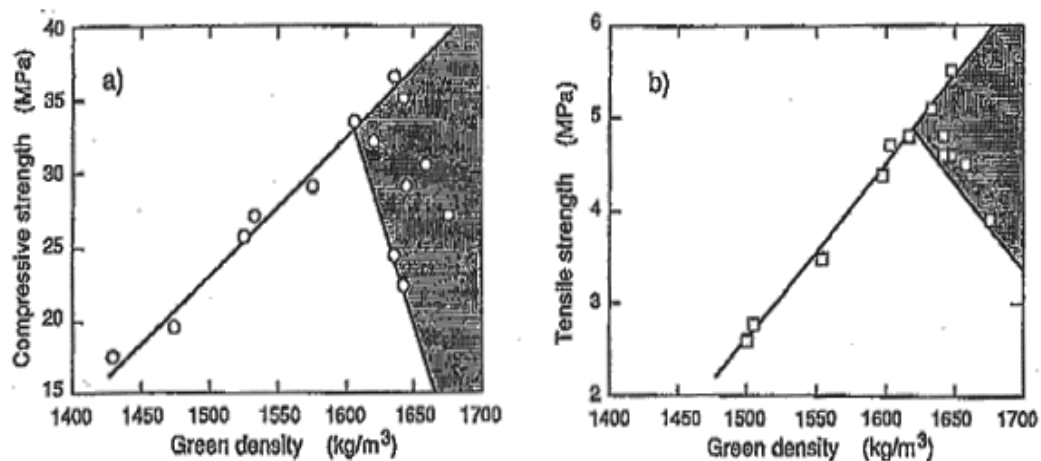 a)
Compressive strength (MPa)
40
35
30
25
20
15
1400 1450 1500 1550 1600 1650 1700
Green density (kg/m³)
b)
Tensile strength (MPa)
6
5
4
3
2
1400 1450 1500 1550 1600 1650 1700
Green density (kg/m³)